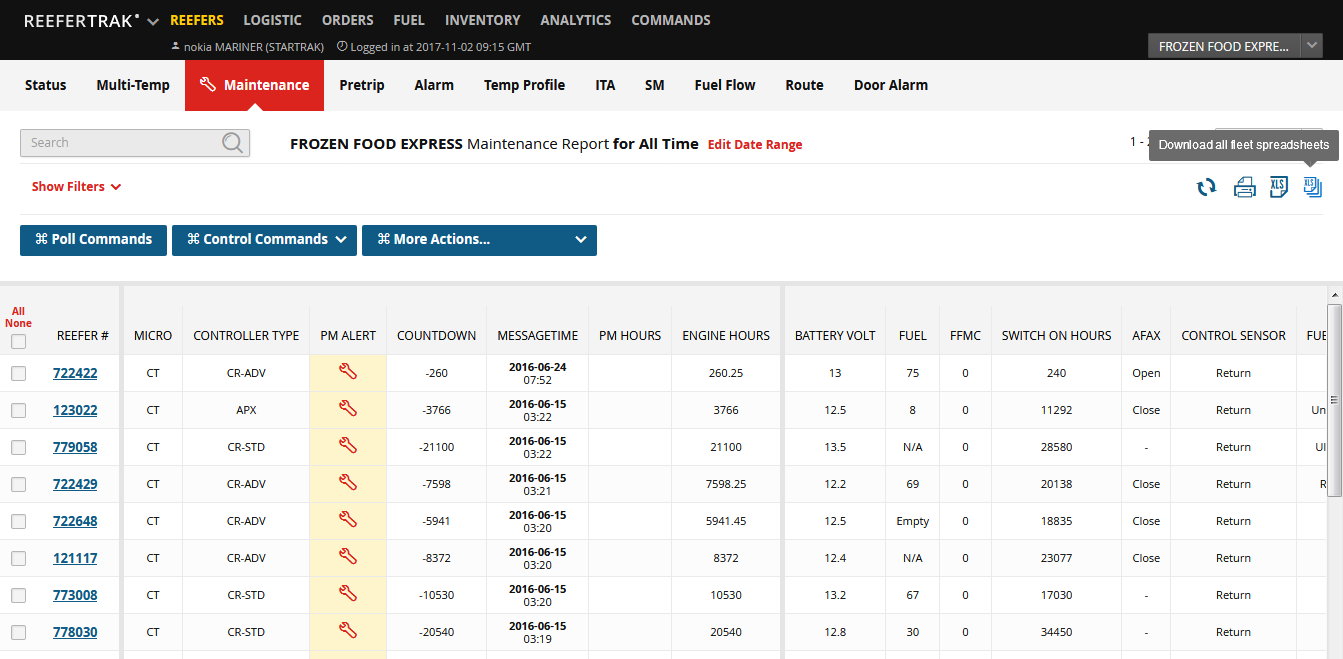 REEFERTRAK REEFERS LOGISTIC ORDERS FUEL INVENTORY ANALYTICS COMMANDS
nokia MARINER (STARTRAK) Logged in at 2017-11-02 09:15 GMT
FROZEN FOOD EXPRE...
Status Multi-Temp Maintenance Pretrip Alarm Temp Profile ITA SM Fuel Flow Route Door Alarm
Search FROZEN FOOD EXPRESS Maintenance Report for All Time Edit Date Range 1 -
Download all fleet spreadsheets
Show Filters XLS XLS
⌘ Poll Commands ⌘ Control Commands ⌘ More Actions...
All
None
REEFER # MICRO CONTROLLER TYPE PM ALERT COUNTDOWN MESSAGETIME PM HOURS ENGINE HOURS BATTERY VOLT FUEL FFMC SWITCH ON HOURS AFAX CONTROL SENSOR FUE
722422 CT CR-ADV -260 2016-06-24 07:52 260.25 13 75 0 240 Open Return
123022 CT APX -3766 2016-06-15 03:22 3766 12.5 8 0 11292 Close Return Un
779058 CT CR-STD -21100 2016-06-15 03:22 21100 13.5 N/A 0 28580 - Return
722429 CT CR-ADV -7598 2016-06-15 03:21 7598.25 12.2 69 0 20138 Close Return R
722648 CT CR-ADV -5941 2016-06-15 03:20 5941.45 12.5 Empty 0 18835 Close Return
121117 CT CR-ADV -8372 2016-06-15 03:20 8372 12.4 N/A 0 23077 Close Return
773008 CT CR-STD -10530 2016-06-15 03:20 10530 13.2 67 0 17030 - Return
778030 CT CR-STD -20540 2016-06-15 03:19 20540 12.8 30 0 34450 - Return